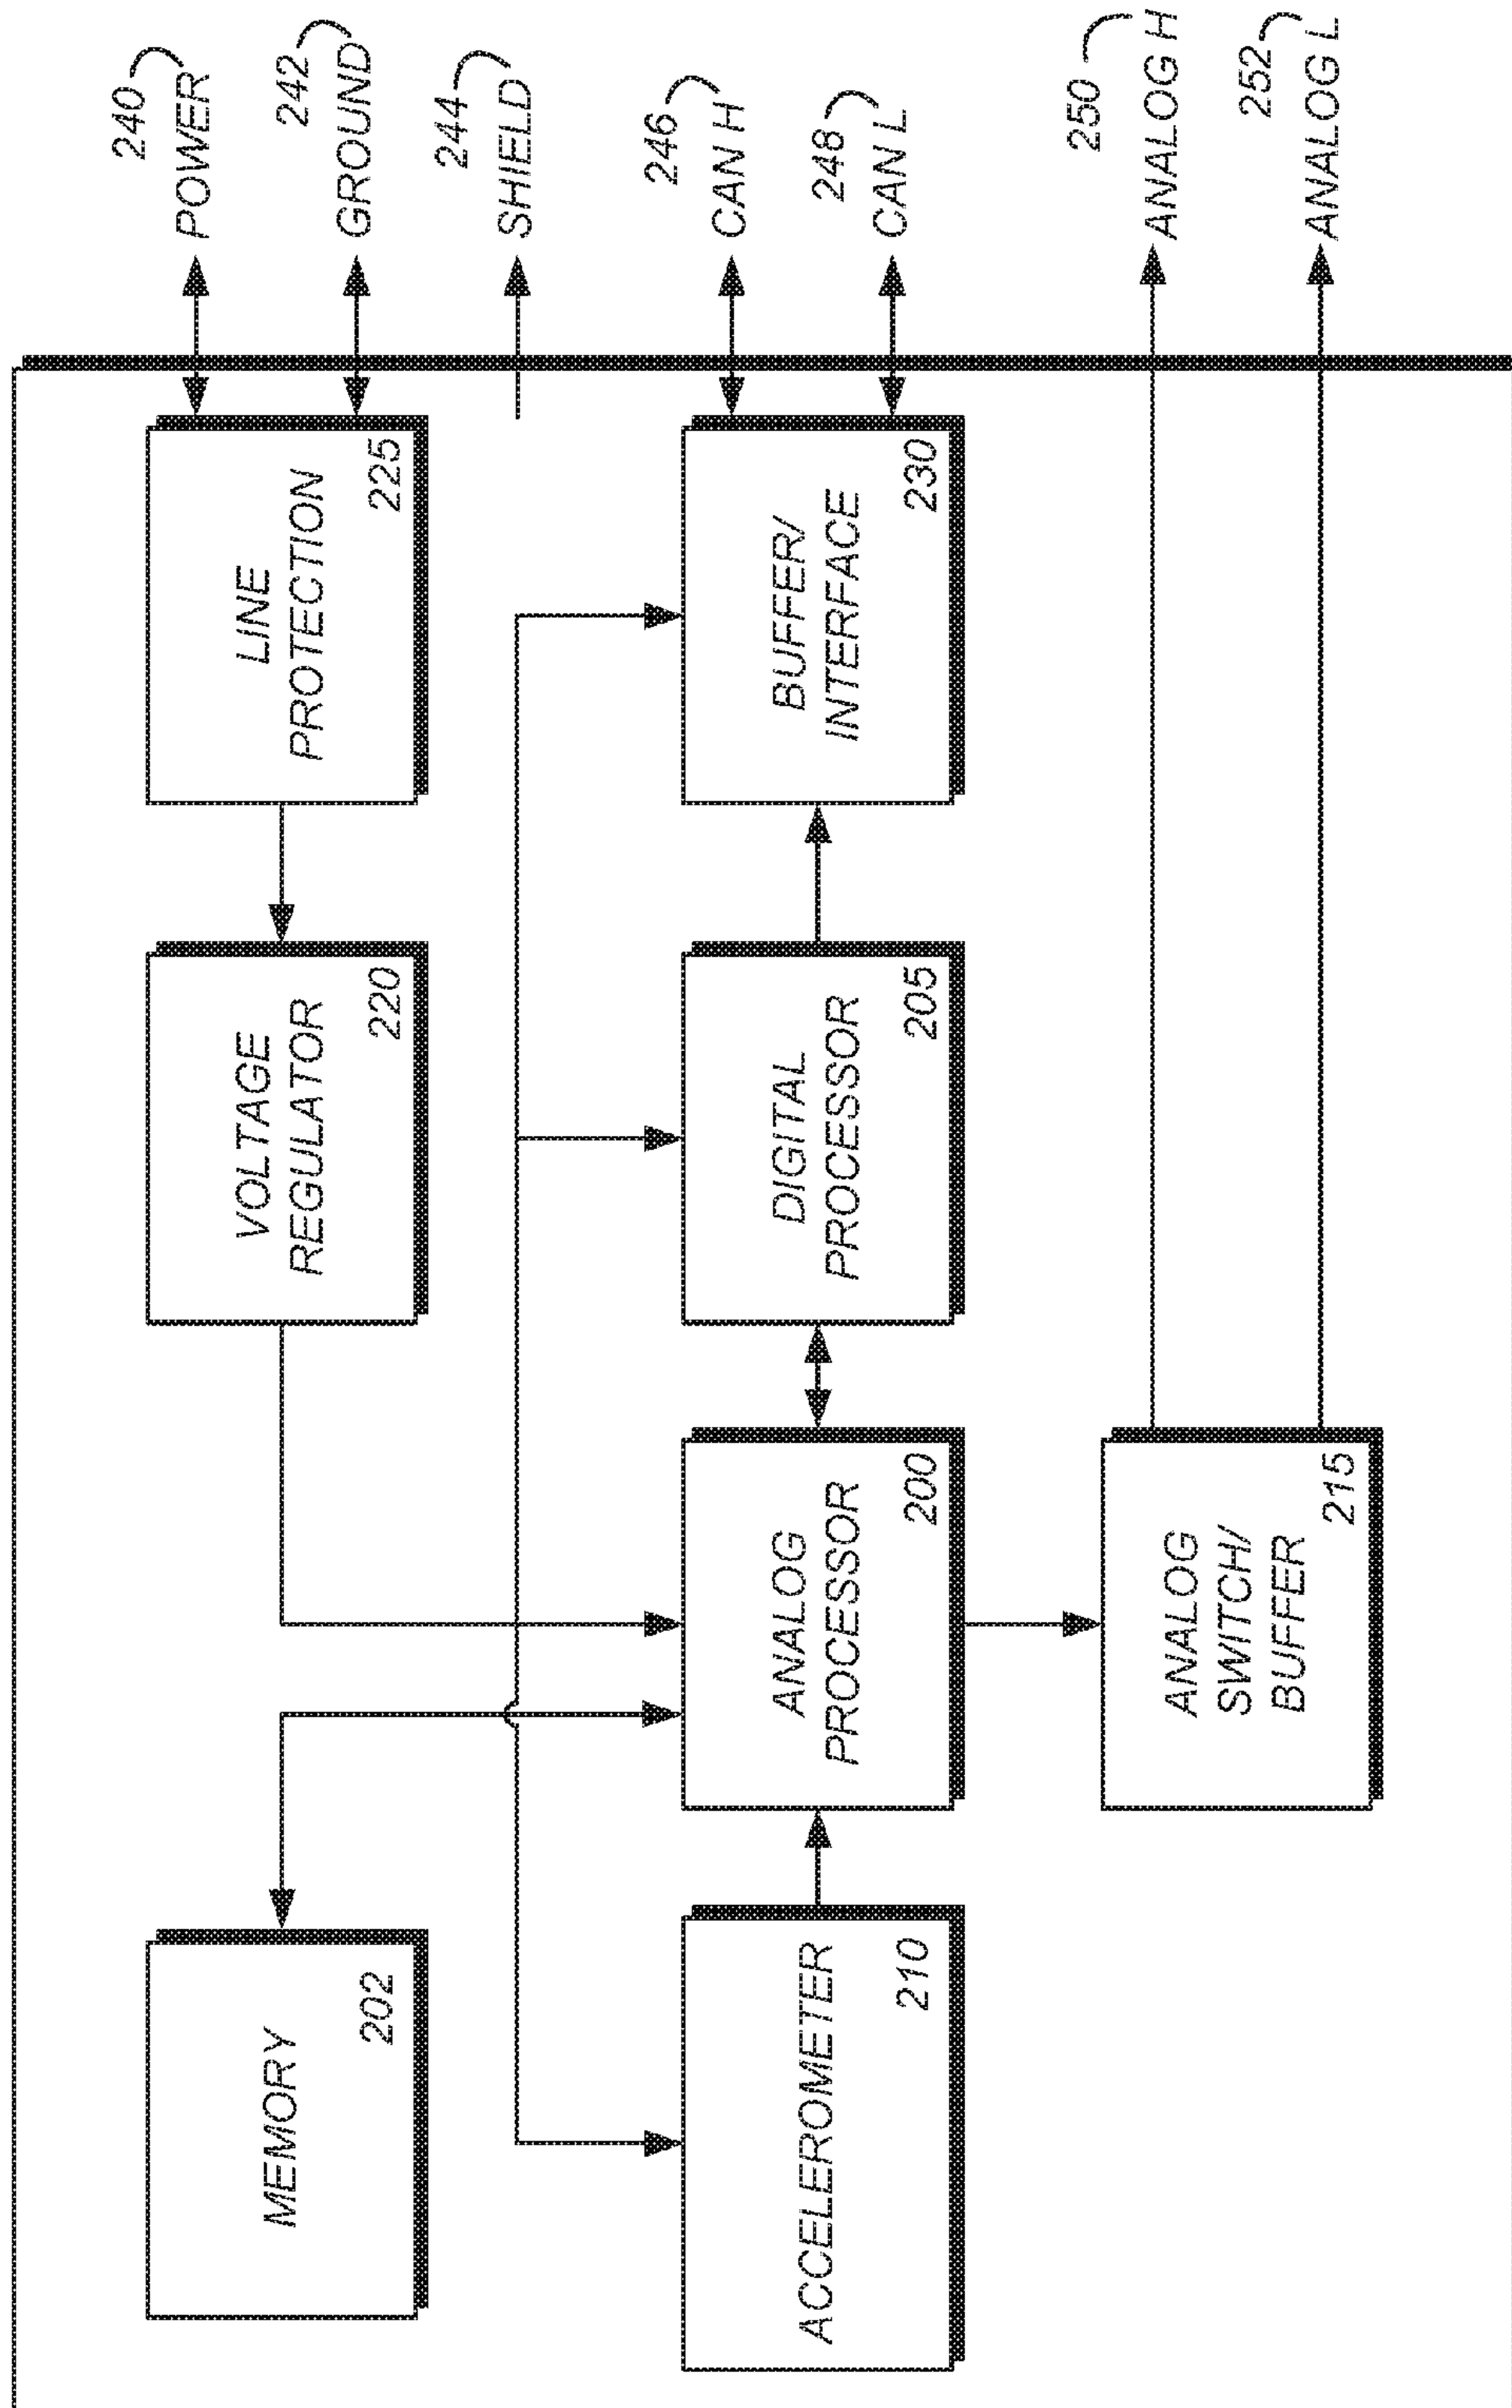 MEMORY
202
VOLTAGE
REGULATOR
220
LINE
PROTECTION
225
240
POWER
242
GROUND
244
SHIELD
ACCELEROMETER
210
ANALOG
PROCESSOR
200
DIGITAL
PROCESSOR
205
BUFFER/
INTERFACE
230
246
CAN H
248
CAN L
ANALOG
SWITCH/
BUFFER
215
250
ANALOG H
252
ANALOG L